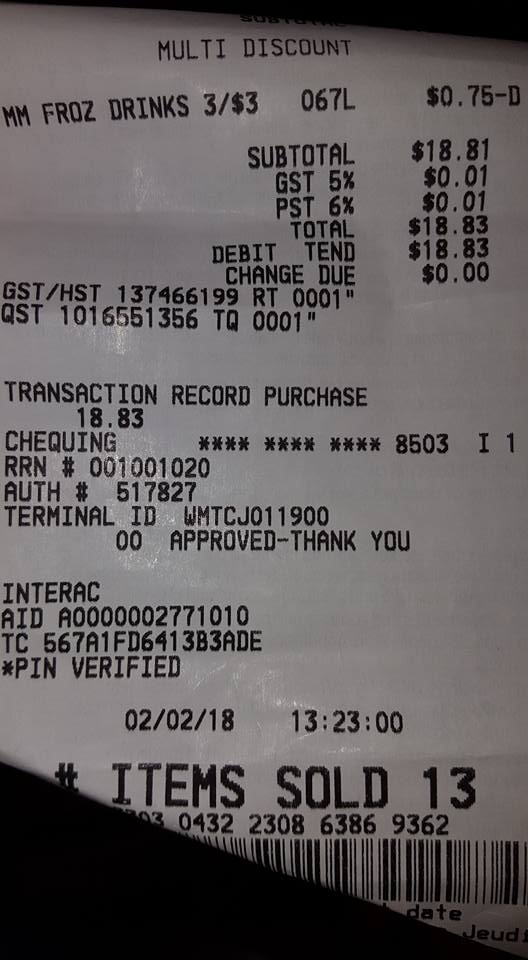 SUBTOTAL
MULTI DISCOUNT
MM FROZ DRINKS 3/$3 067L $0.75-D
SUBTOTAL $18.81
GST 5% $0.01
PST 6% $0.01
TOTAL $18.83
DEBIT TEND $18.83
CHANGE DUE $0.00
GST/HST 137466199 RT 0001"
QST 1016551356 TQ 0001"
TRANSACTION RECORD PURCHASE
18.83
CHEQUING **** **** **** 8503 I 1
RRN # 001001020
AUTH # 517827
TERMINAL ID WMTCJ011900
00 APPROVED-THANK YOU
INTERAC
AID A0000002771010
TC 567A1FD6413B3ADE
*PIN VERIFIED
02/02/18 13:23:00
# ITEMS SOLD 13
0432 2308 6386 9362
date
Jeudi